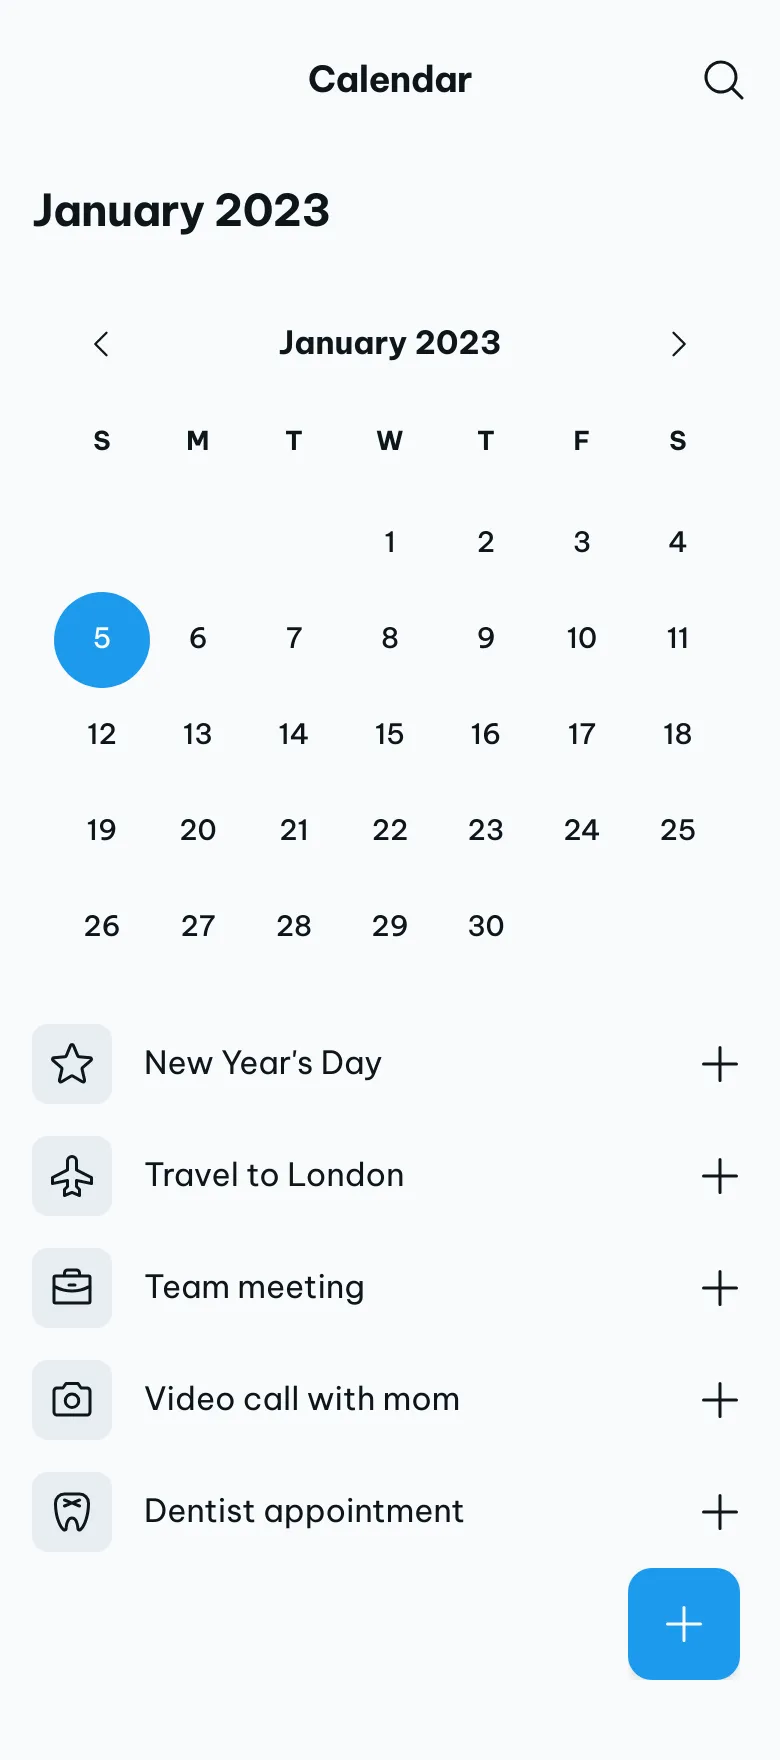 Calendar
January 2023
January 2023
S M T W T F S
1 2 3 4
5 6 7 8 9 10 11
12 13 14 15 16 17 18
19 20 21 22 23 24 25
26 27 28 29 30
New Year's Day
Travel to London
Team meeting
Video call with mom
Dentist appointment